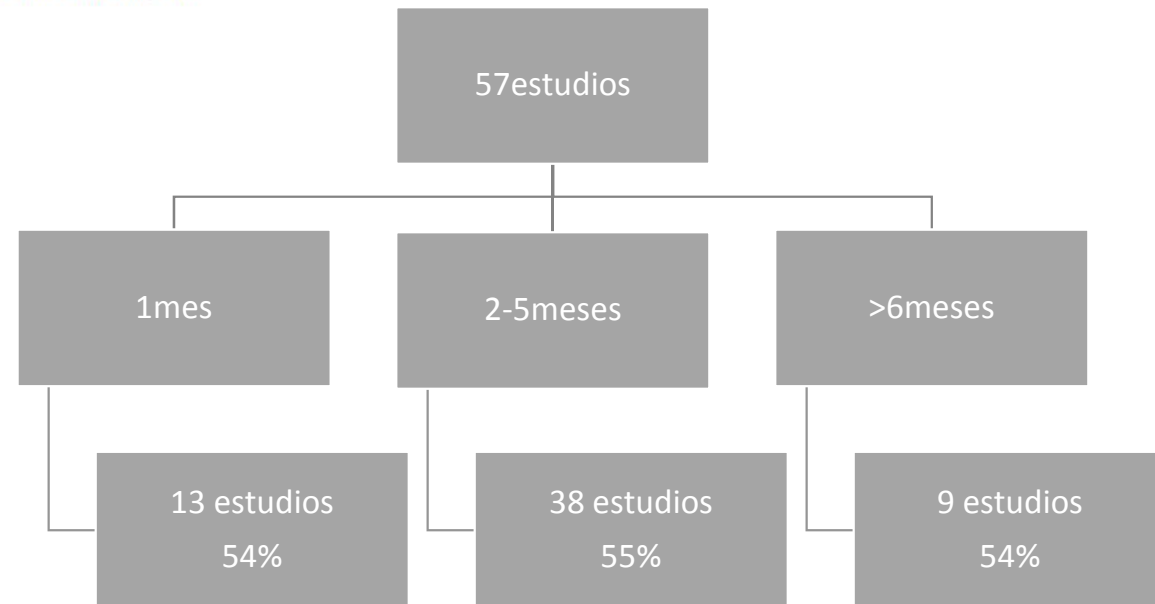 57estudios
1mes
2-5meses
>6meses
13 estudios
54%
38 estudios
55%
9 estudios
54%